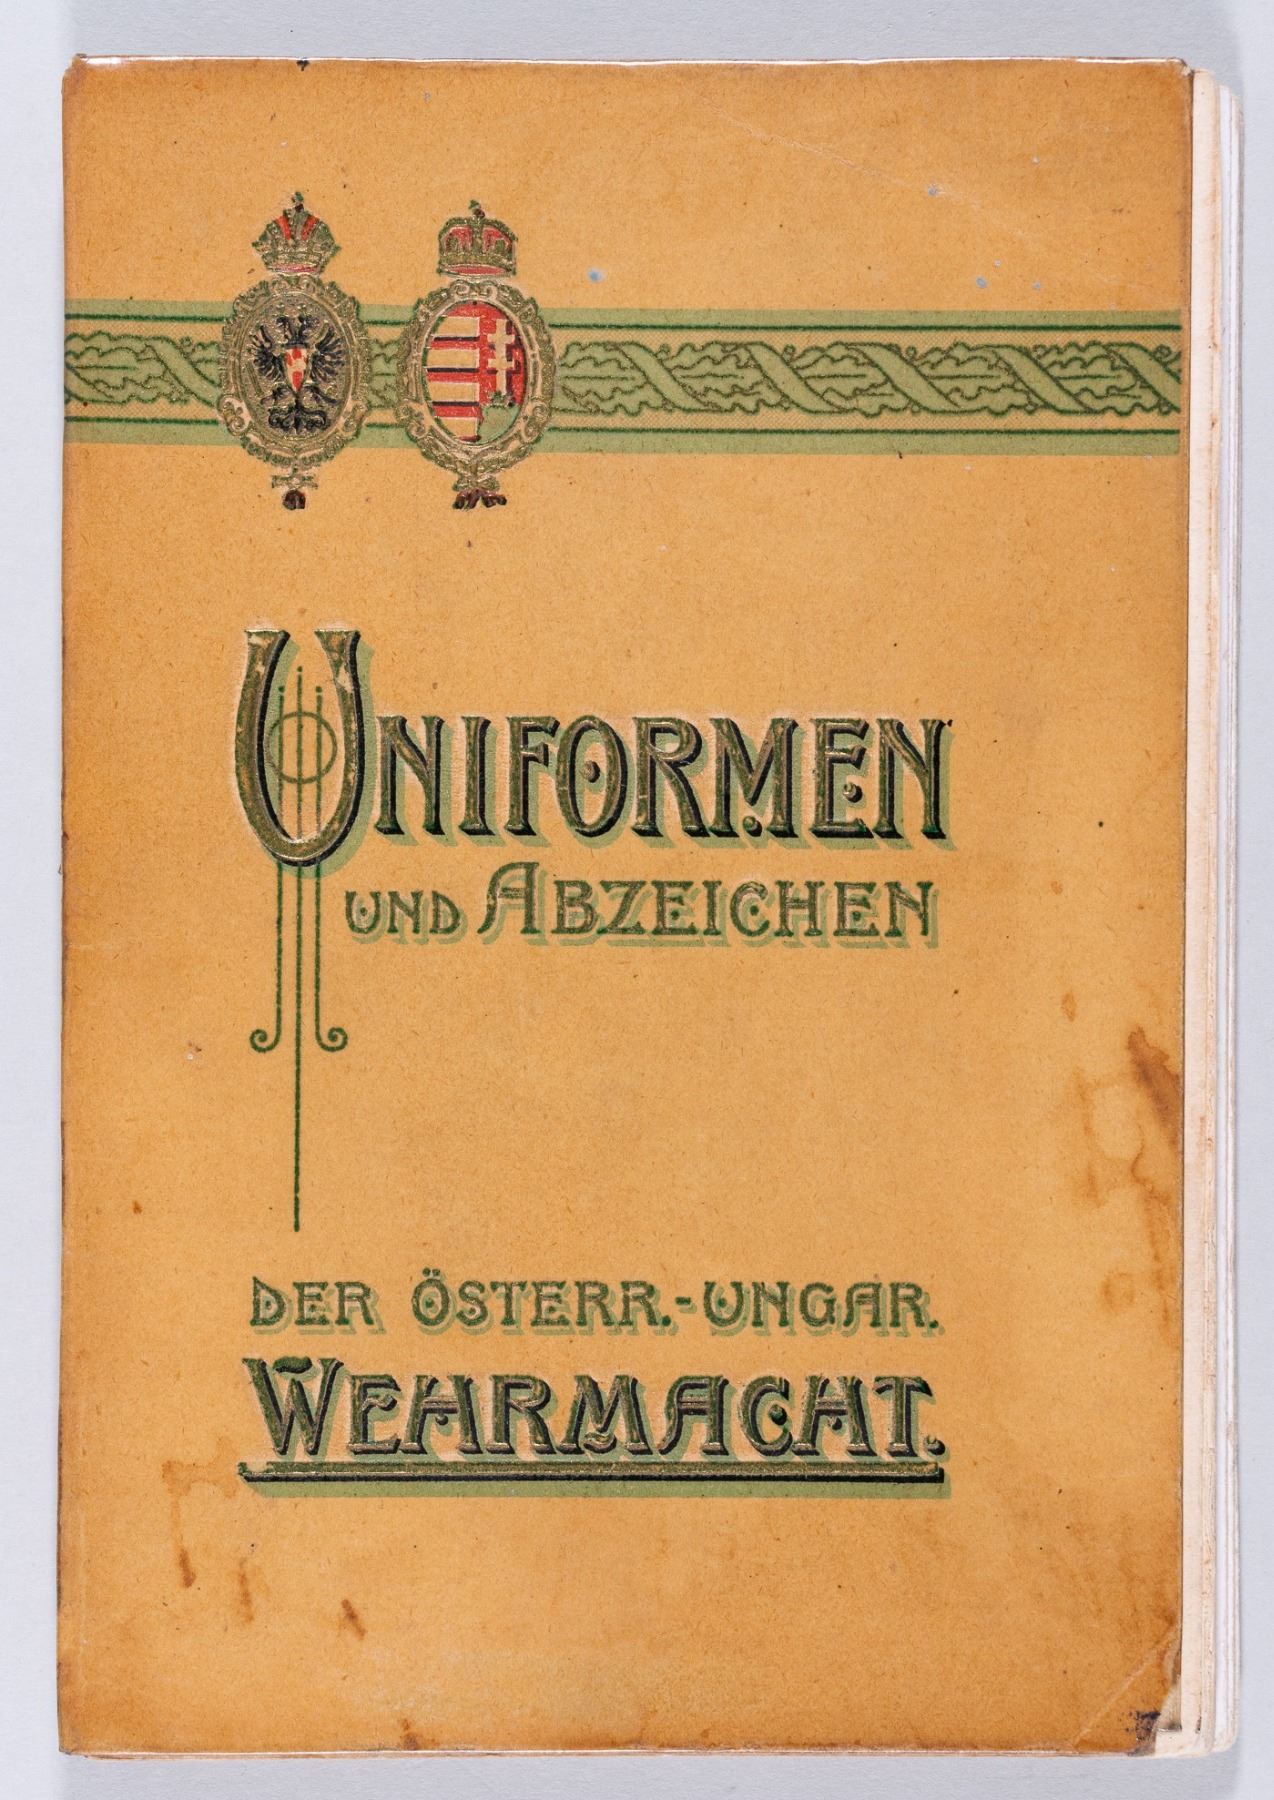 UNIFORMEN
UND ABZEICHEN
DER ÖSTERR.-UNGAR.
WEHRMACHT.